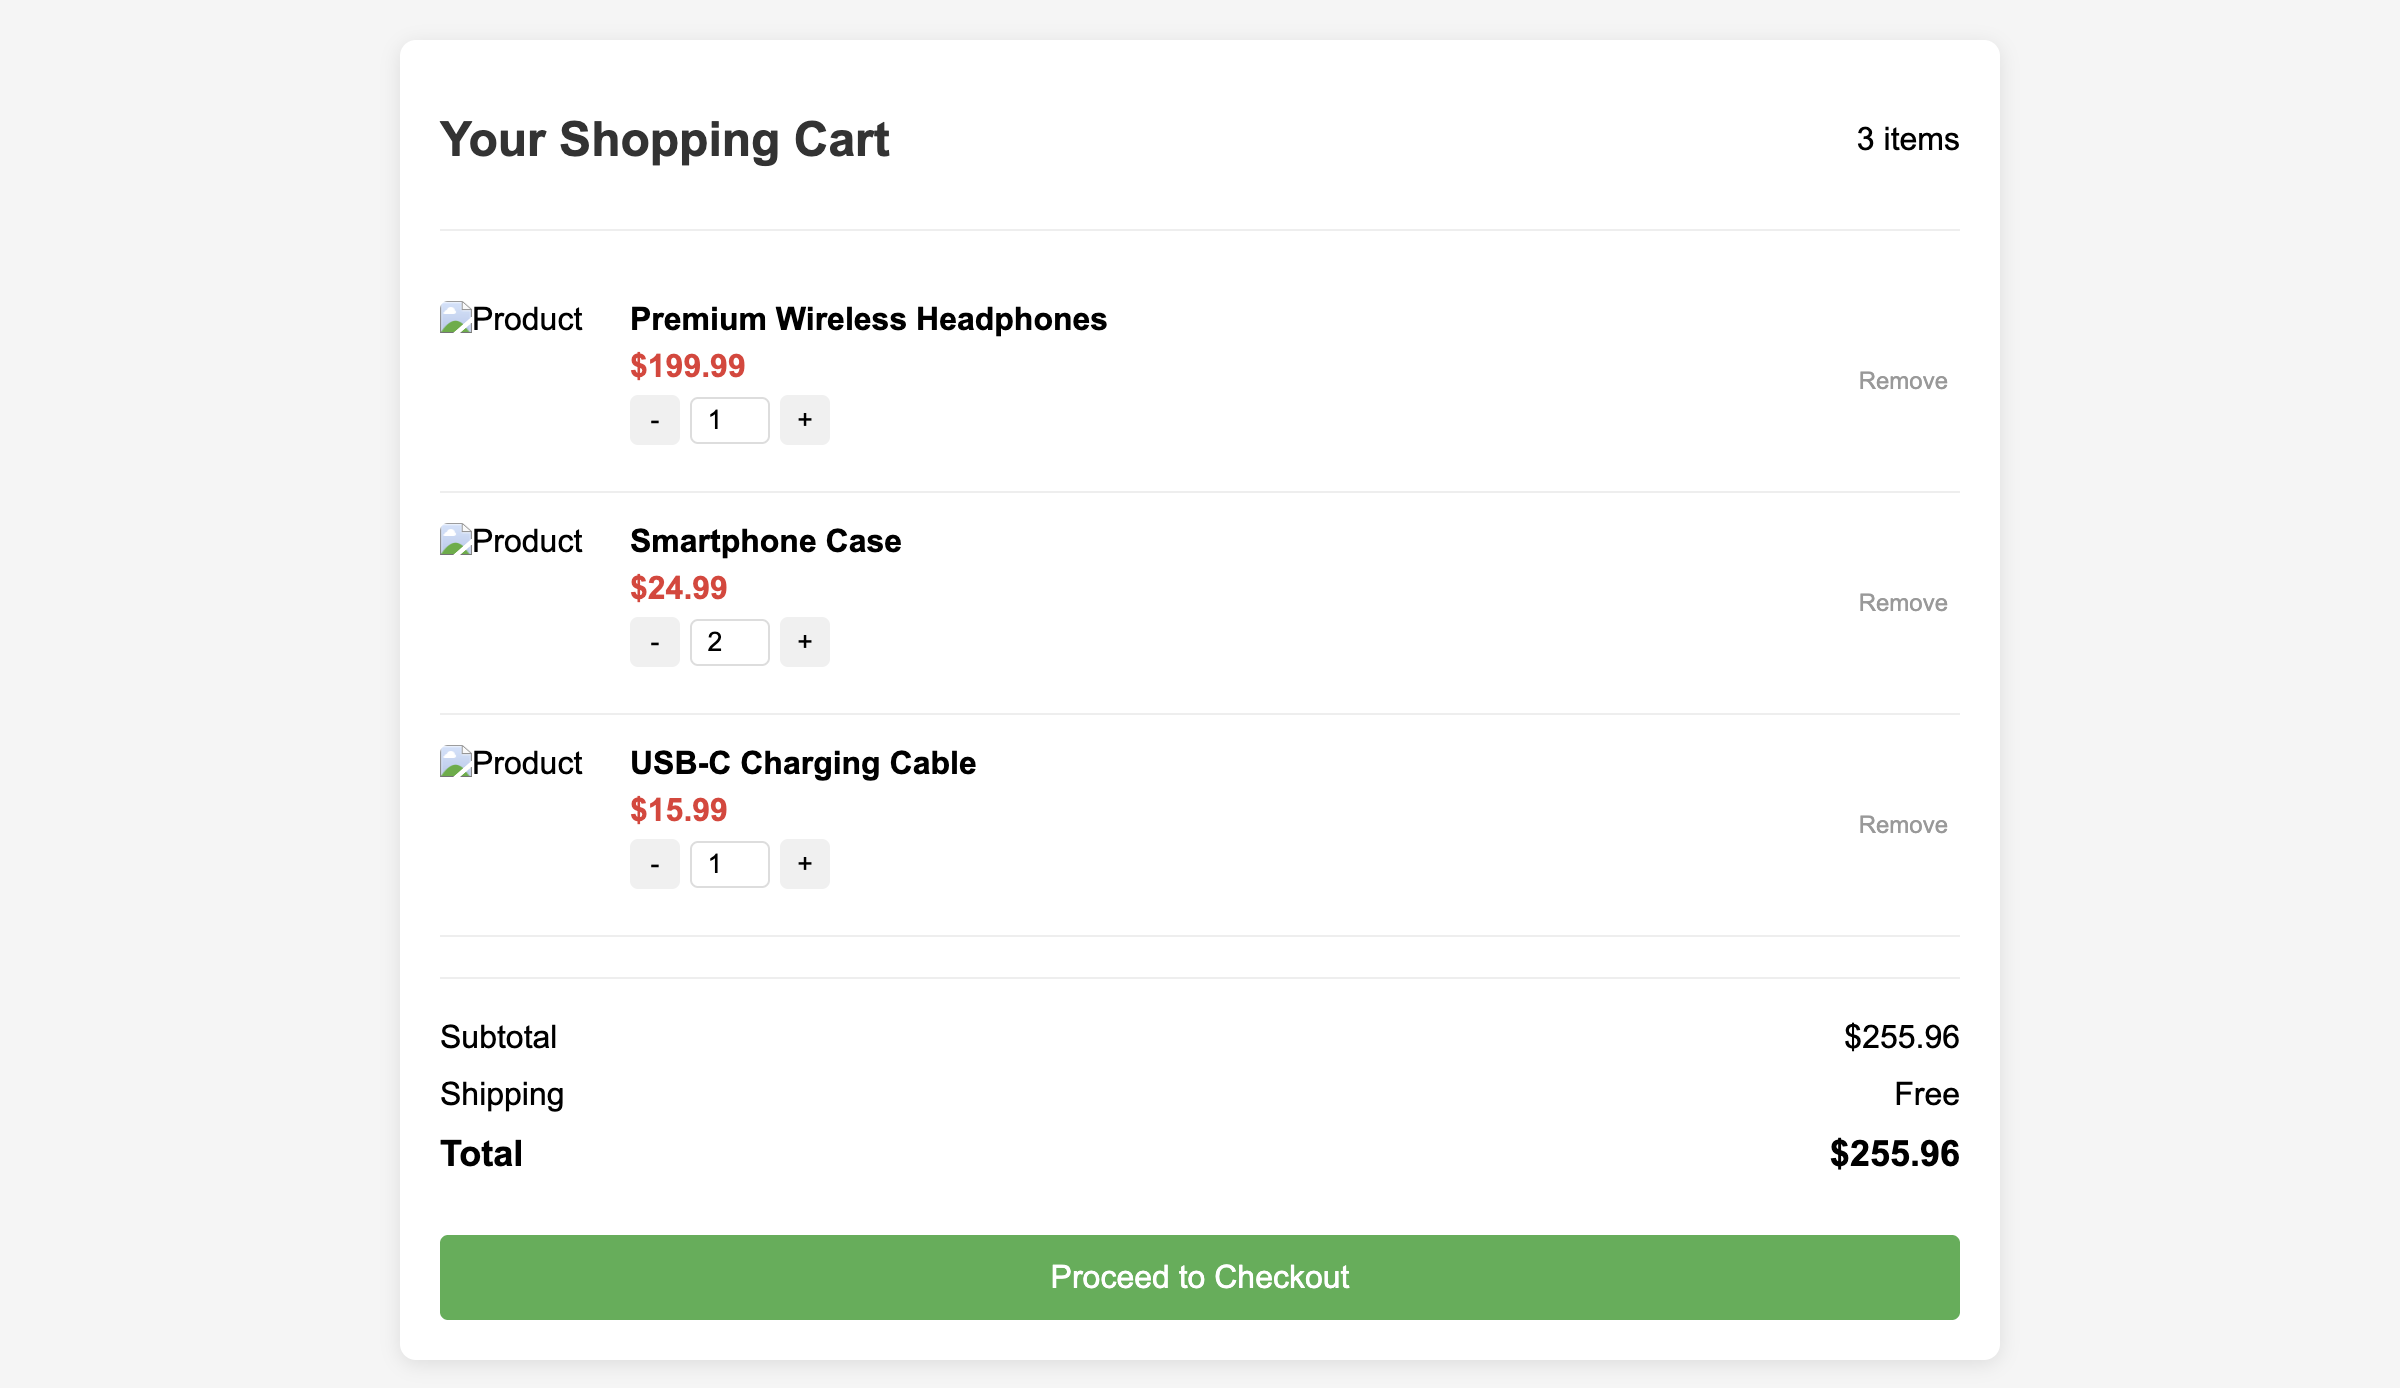 Your Shopping Cart
3 items
Product
Premium Wireless Headphones
$199.99
- 1 +
Remove
Product
Smartphone Case
$24.99
- 2 +
Remove
Product
USB-C Charging Cable
$15.99
- 1 +
Remove
Subtotal $255.96
Shipping Free
Total $255.96
Proceed to Checkout